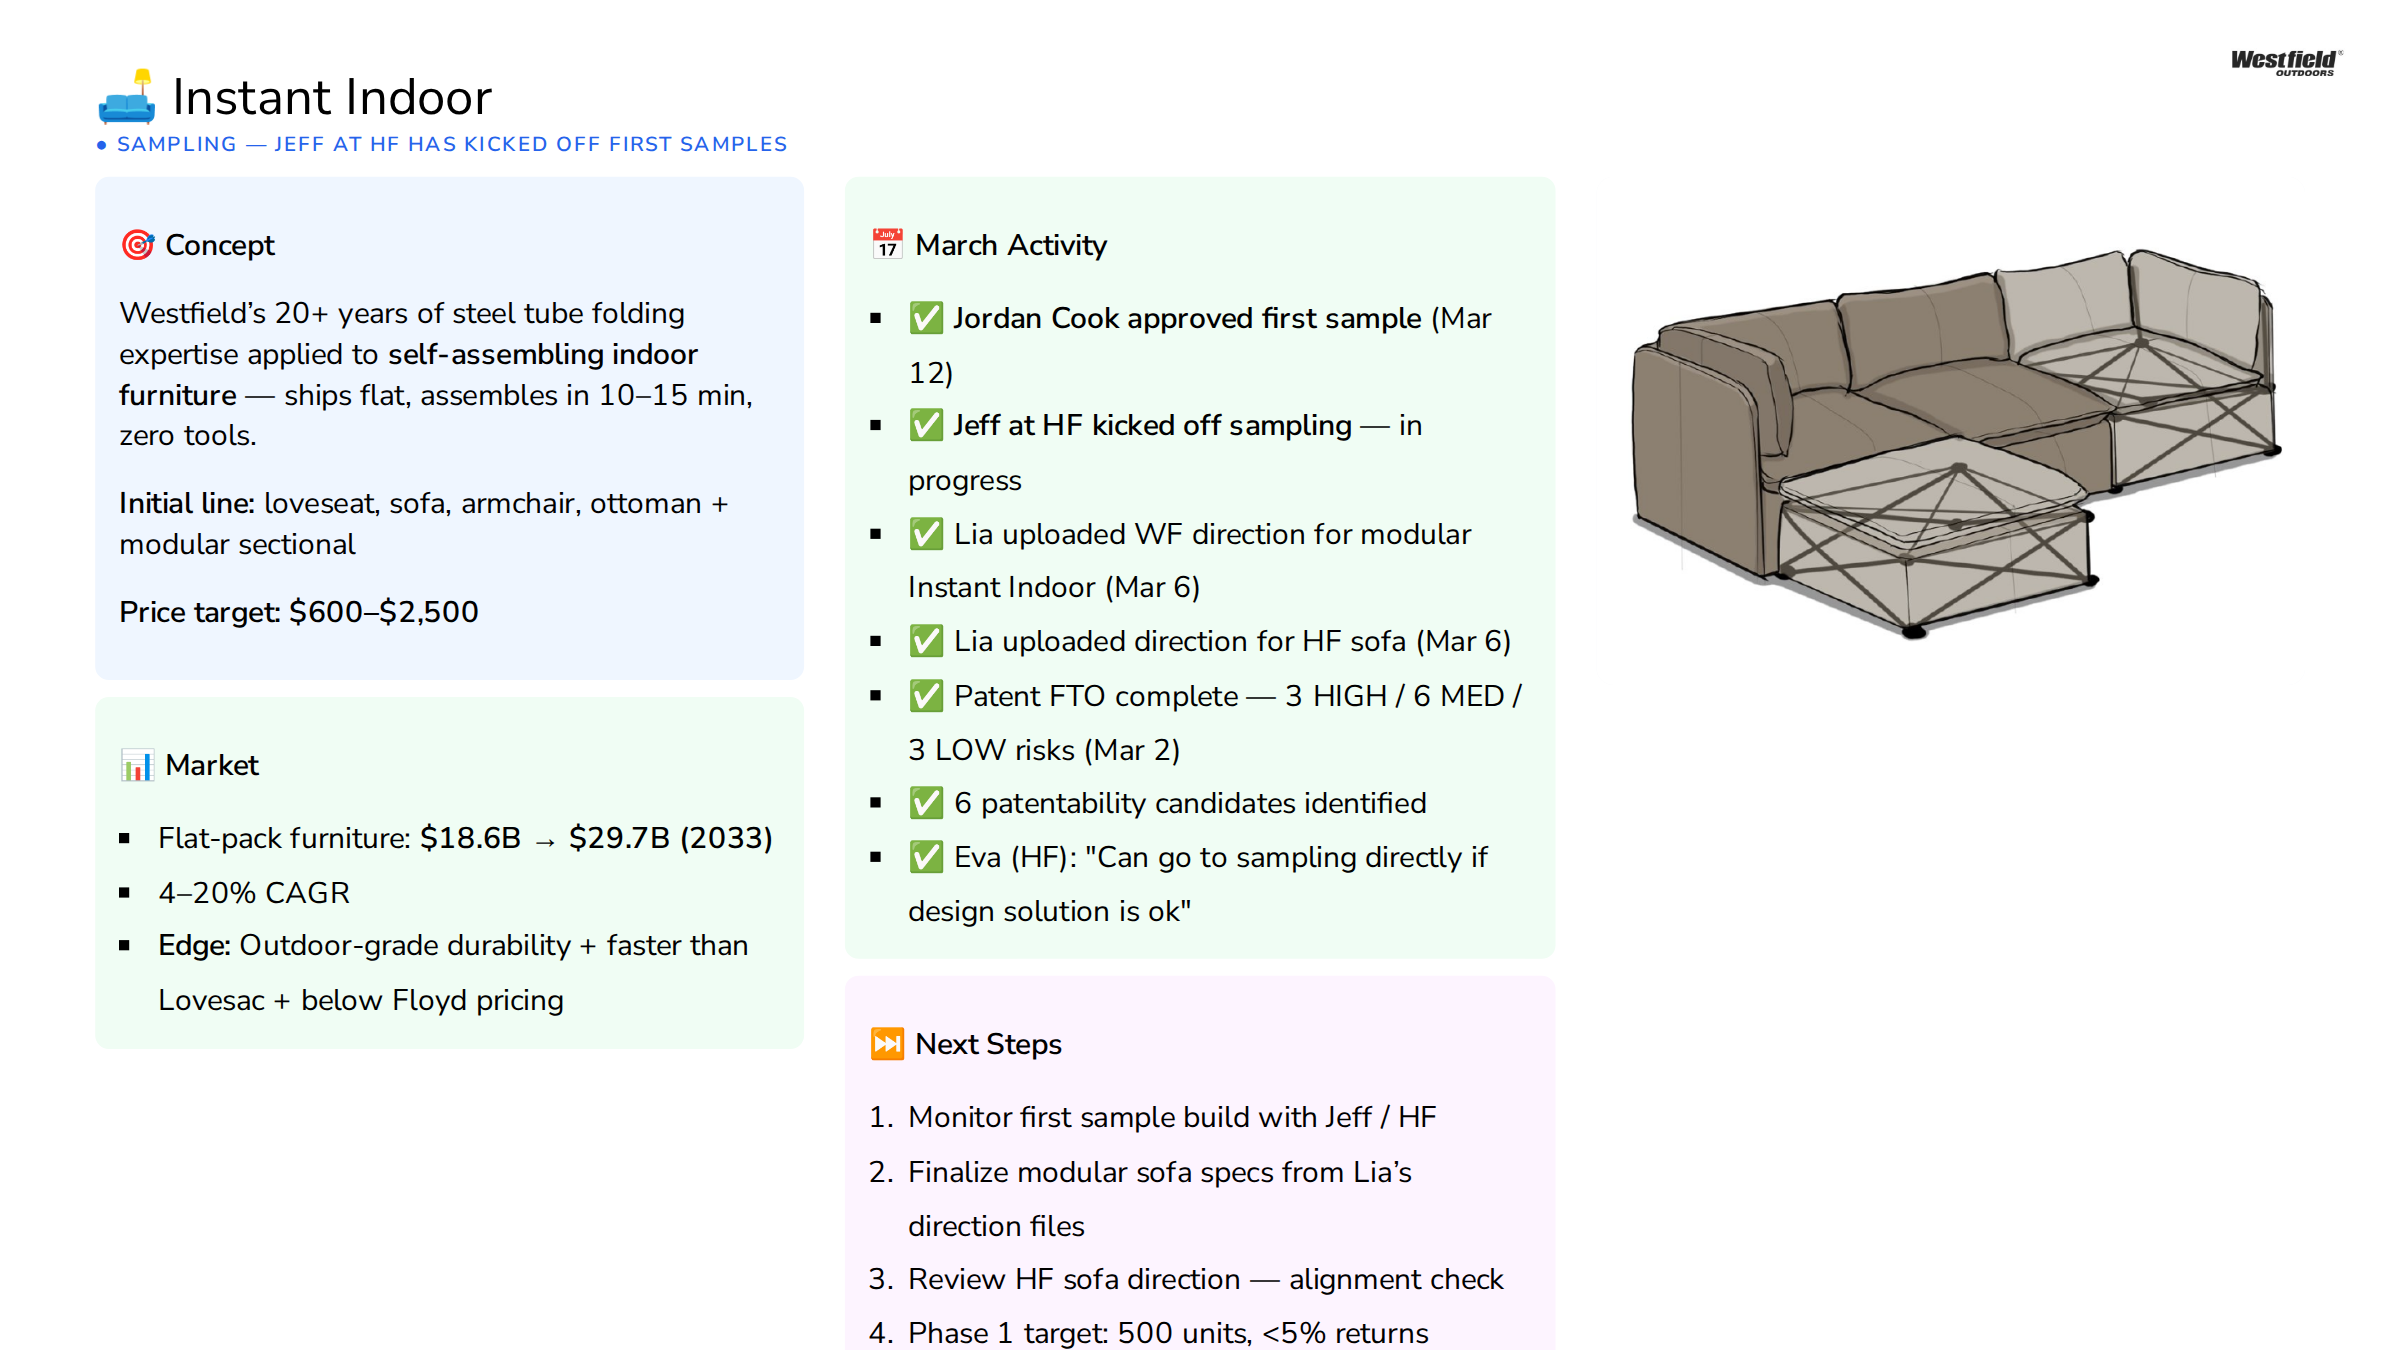 Westfield®
OUTDOORS
Instant Indoor
● SAMPLING — JEFF AT HF HAS KICKED OFF FIRST SAMPLES
Concept
Westfield’s 20+ years of steel tube folding
expertise applied to self-assembling indoor
furniture — ships flat, assembles in 10–15 min,
zero tools.
Initial line: loveseat, sofa, armchair, ottoman +
modular sectional
Price target: $600–$2,500
Market
▪ Flat-pack furniture: $18.6B → $29.7B (2033)
▪ 4–20% CAGR
▪ Edge: Outdoor-grade durability + faster than
Lovesac + below Floyd pricing
July
17
March Activity
▪ ✅ Jordan Cook approved first sample (Mar
12)
▪ ✅ Jeff at HF kicked off sampling — in
progress
▪ ✅ Lia uploaded WF direction for modular
Instant Indoor (Mar 6)
▪ ✅ Lia uploaded direction for HF sofa (Mar 6)
▪ ✅ Patent FTO complete — 3 HIGH / 6 MED /
3 LOW risks (Mar 2)
▪ ✅ 6 patentability candidates identified
▪ ✅ Eva (HF): "Can go to sampling directly if
design solution is ok"
Next Steps
1. Monitor first sample build with Jeff / HF
2. Finalize modular sofa specs from Lia’s
direction files
3. Review HF sofa direction — alignment check
4. Phase 1 target: 500 units, <5% returns